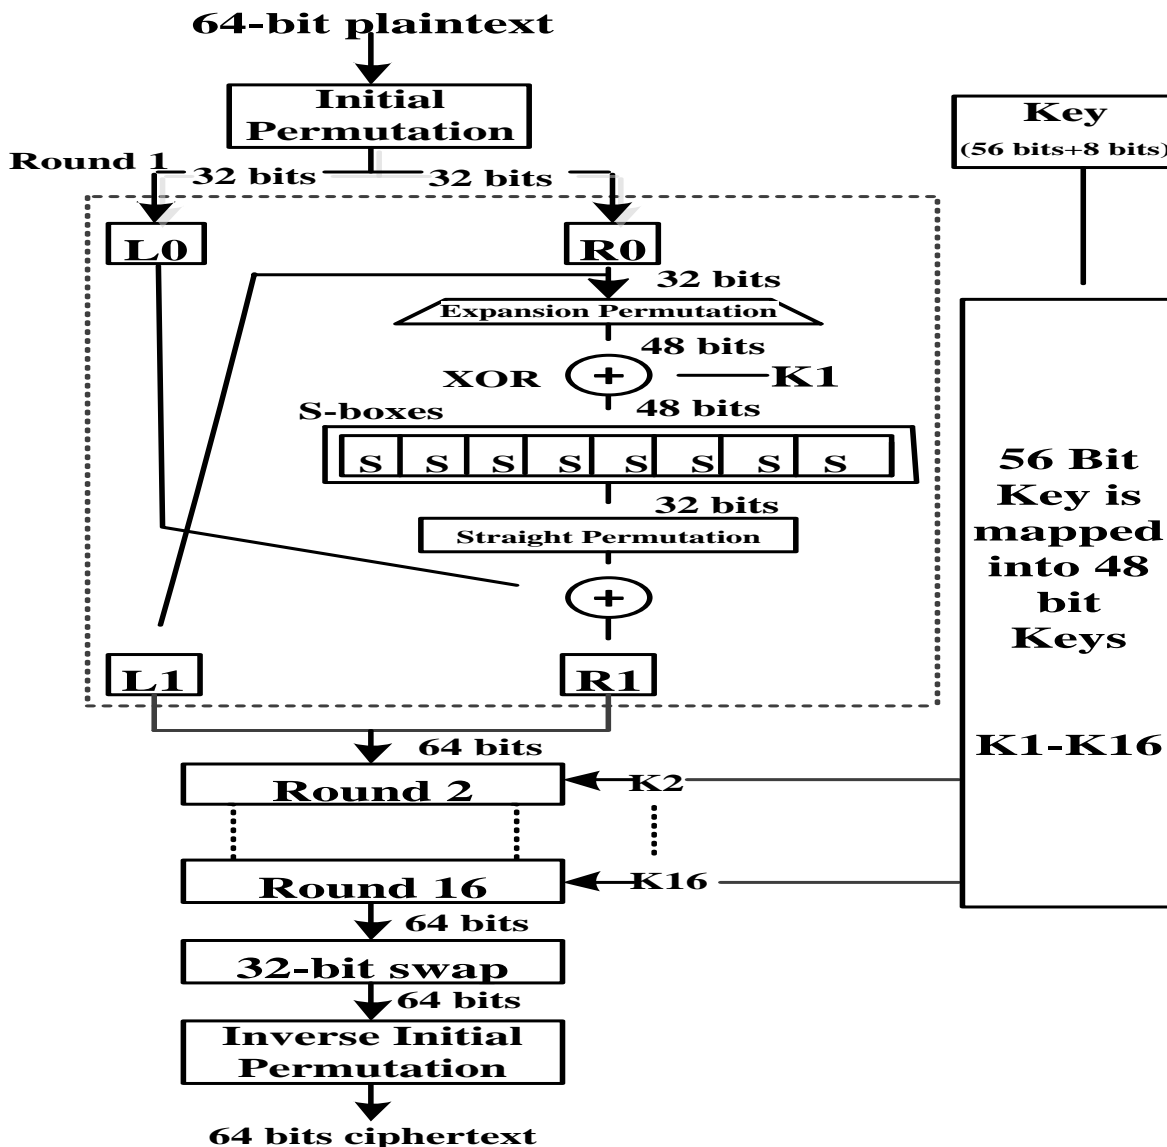 64-bit plaintext
Initial
Permutation
Key
(56 bits+8 bits)
Round 1
32 bits
32 bits
L0
R0
32 bits
Expansion Permutation
48 bits
XOR
+
K1
48 bits
S-boxes
S S S S S S S S
32 bits
Straight Permutation
+
L1
R1
56 Bit
Key is
mapped
into 48
bit
Keys
K1-K16
64 bits
Round 2
K2
Round 16
K16
64 bits
32-bit swap
64 bits
Inverse Initial
Permutation
64 bits ciphertext